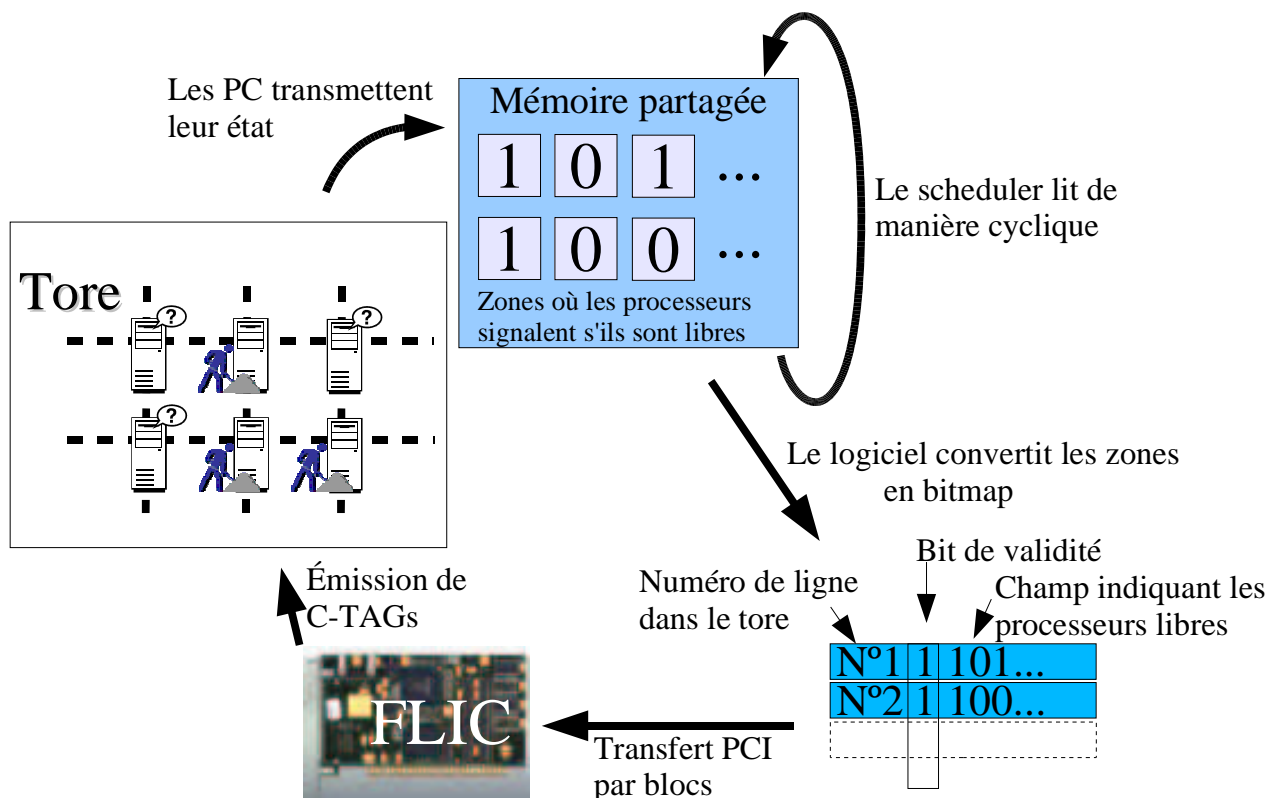 Les PC transmettent
leur état
Mémoire partagée
1 0 1 ...
1 0 0 ...
Zones où les processeurs
signalent s'ils sont libres
Le scheduler lit de
manière cyclique
Tore
?
?
?
Le logiciel convertit les zones
en bitmap
Bit de validité
Numéro de ligne
dans le tore
Champ indiquant les
processeurs libres
Nº1 1 101...
Nº2 1 100...
Émission de
C-TAGs
FLIC
Transfert PCI
par blocs